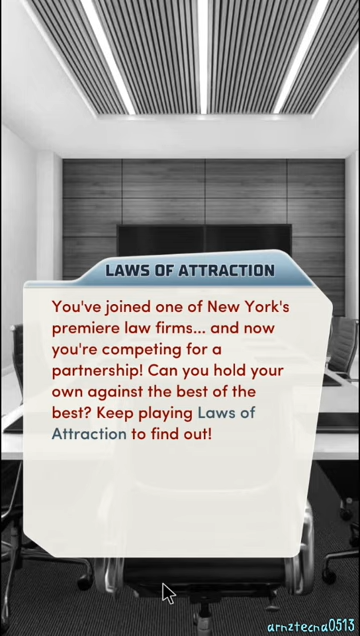 LAWS OF ATTRACTION
You've joined one of New York's
premiere law firms... and now
you're competing for a
partnership! Can you hold your
own against the best of the
best? Keep playing Laws of
Attraction to find out!
arnztecna0513